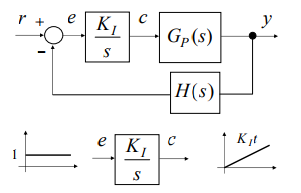 r + e K_I/s c G_P(s) y
−
H(s)
1 e K_I/s c K_I t